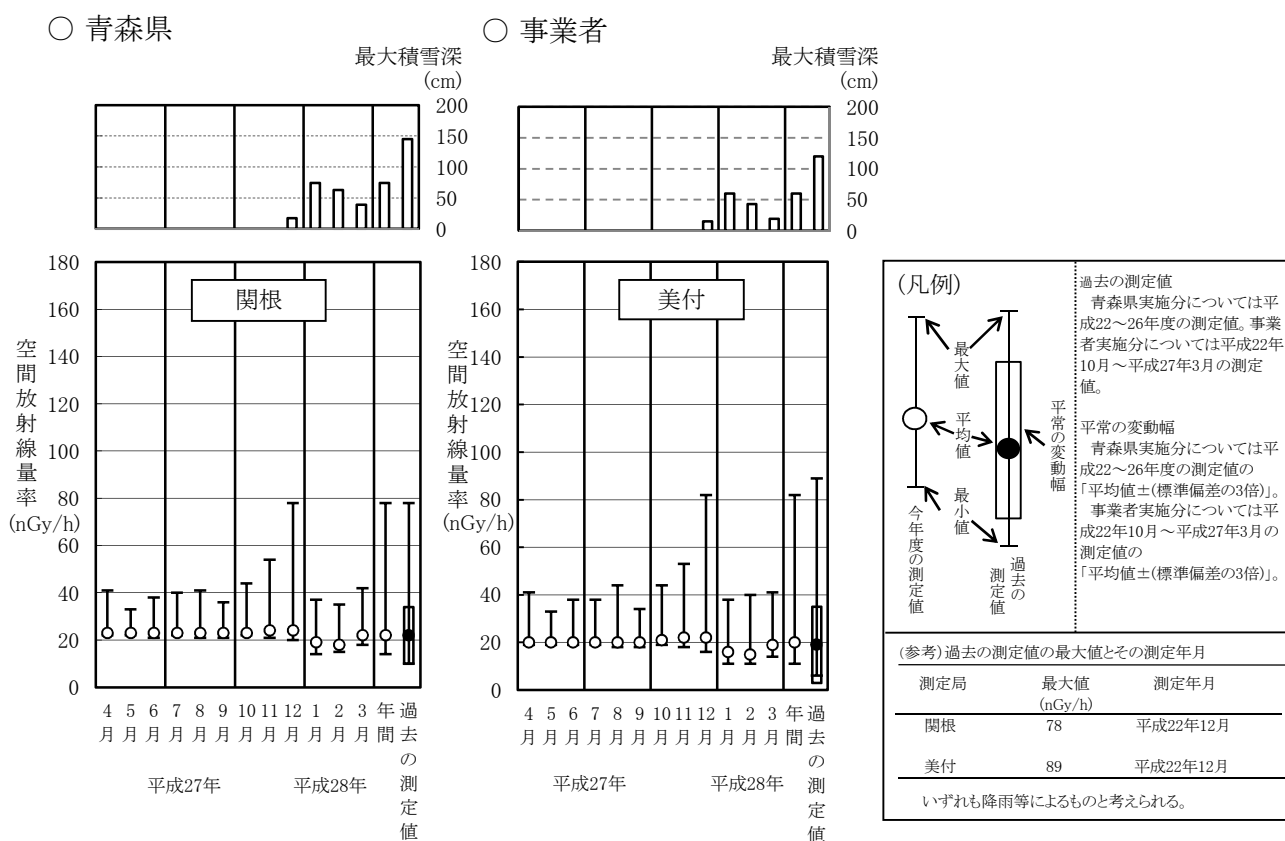 ○ 青森県
最大積雪深
(cm)
200
150
100
50
0
関根
空間放射線量率
(nGy/h)
180
160
140
120
100
80
60
40
20
0
4月 5月 6月 7月 8月 9月 10月 11月 12月 1月 2月 3月 年間 過去の測定値
平成27年 平成28年
○ 事業者
最大積雪深
(cm)
200
150
100
50
0
美付
空間放射線量率
(nGy/h)
180
160
140
120
100
80
60
40
20
0
4月 5月 6月 7月 8月 9月 10月 11月 12月 1月 2月 3月 年間 過去の測定値
平成27年 平成28年
(凡例)
最大値
平均値
最小値
平常の変動幅
今年度の測定値
過去の
測定値
過去の測定値
青森県実施分については平
成22～26年度の測定値。事業
者実施分については平成22年
10月～平成27年3月の測定
値。
平常の変動幅
青森県実施分については平
成22～26年度の測定値の
「平均値±(標準偏差の3倍)」。
事業者実施分については平
成22年10月～平成27年3月の
測定値の
「平均値±(標準偏差の3倍)」。
(参考)過去の測定値の最大値とその測定年月
測定局 最大値 測定年月
(nGy/h)
関根 78 平成22年12月
美付 89 平成22年12月
いずれも降雨等によるものと考えられる。